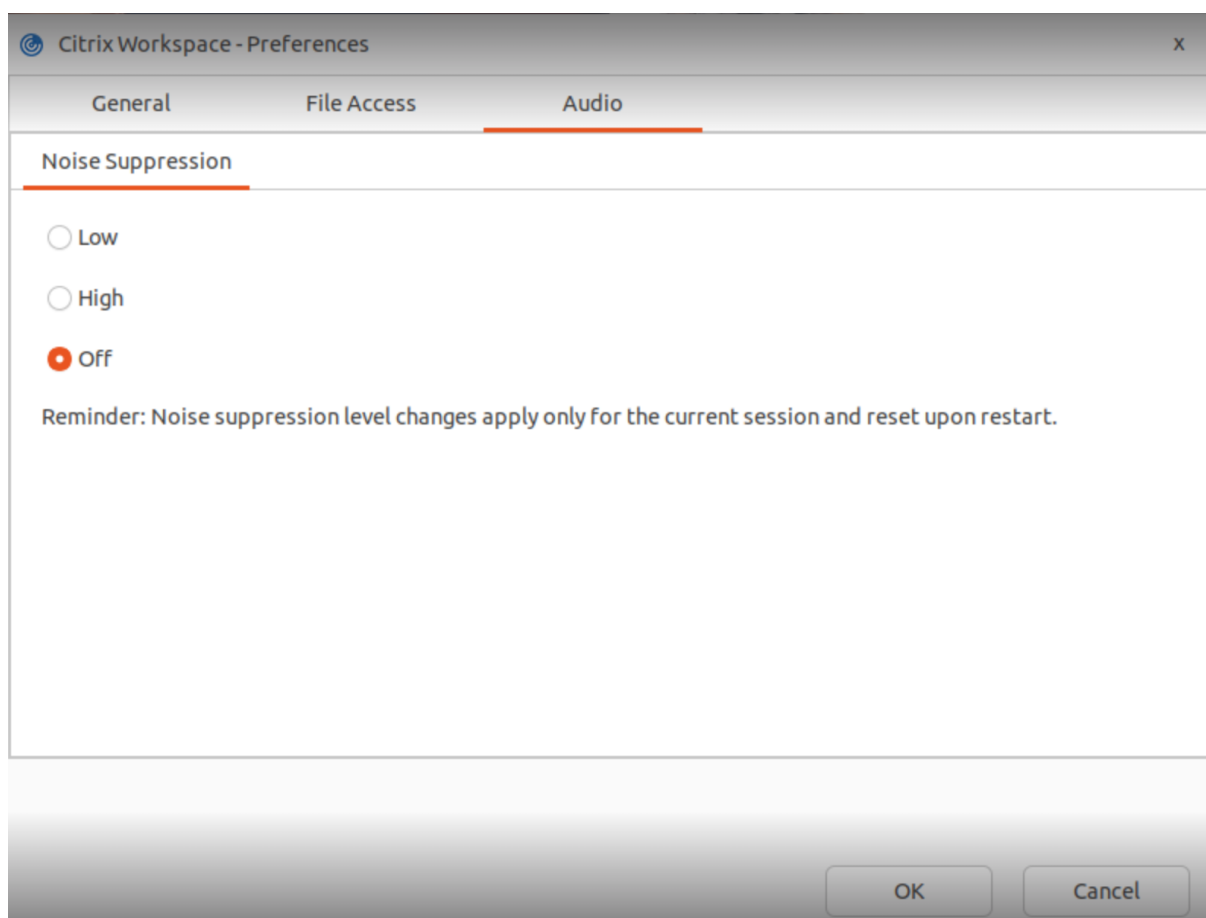 Citrix Workspace - Preferences x
General File Access Audio
Noise Suppression
Low
High
Off
Reminder: Noise suppression level changes apply only for the current session and reset upon restart.
OK Cancel